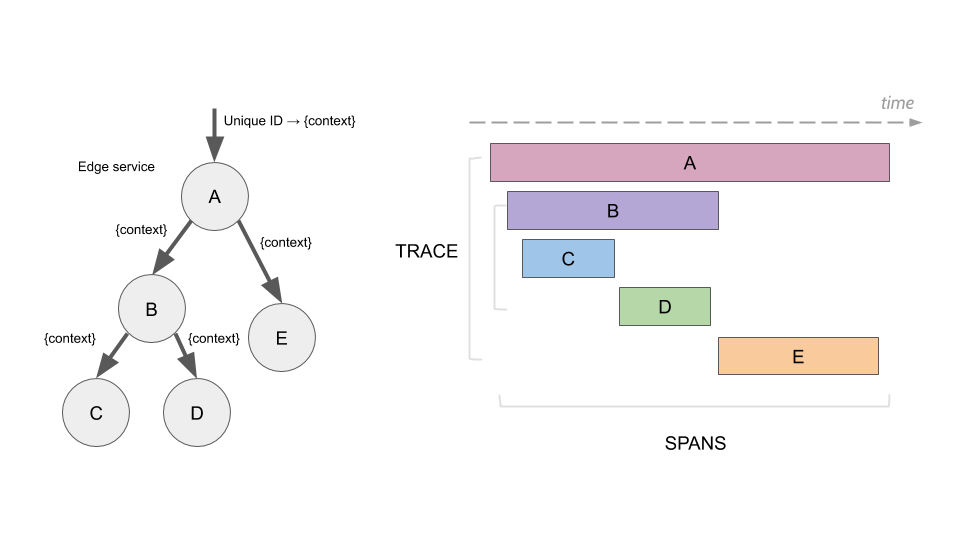 Unique ID → {context}
Edge service
A
{context}
{context}
B
E
{context}
{context}
C
D
time
A
B
TRACE
C
D
E
SPANS